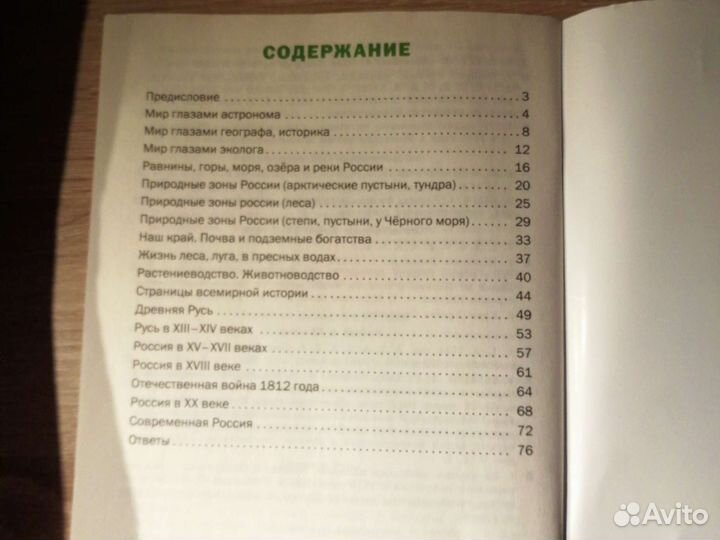 СОДЕРЖАНИЕ
Предисловие 3
Мир глазами астронома 4
Мир глазами географа, историка 8
Мир глазами эколога 12
Равнины, горы, моря, озёра и реки России 16
Природные зоны России (арктические пустыни, тундра) 20
Природные зоны россии (леса) 25
Природные зоны России (степи, пустыни, у Чёрного моря) 29
Наш край. Почва и подземные богатства 33
Жизнь леса, луга, в пресных водах 37
Растениеводство. Животноводство 40
Страницы всемирной истории 44
Древняя Русь 49
Русь в XIII–XIV веках 53
Россия в XV–XVII веках 57
Россия в XVIII веке 61
Отечественная война 1812 года 64
Россия в XX веке 68
Современная Россия 72
Ответы 76
Avito